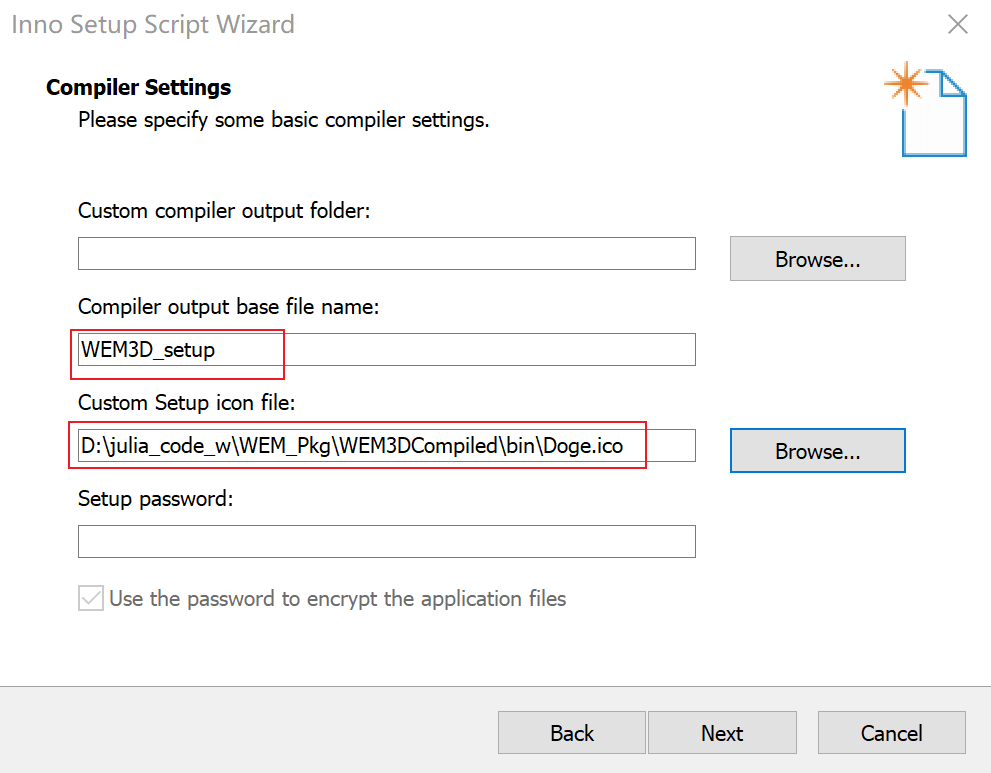 Inno Setup Script Wizard
Compiler Settings
Please specify some basic compiler settings.
Custom compiler output folder:
Browse...
Compiler output base file name:
WEM3D_setup
Custom Setup icon file:
D:\julia_code_w\WEM_Pkg\WEM3DCompiled\bin\Doge.ico
Browse...
Setup password:
Use the password to encrypt the application files
Back Next Cancel